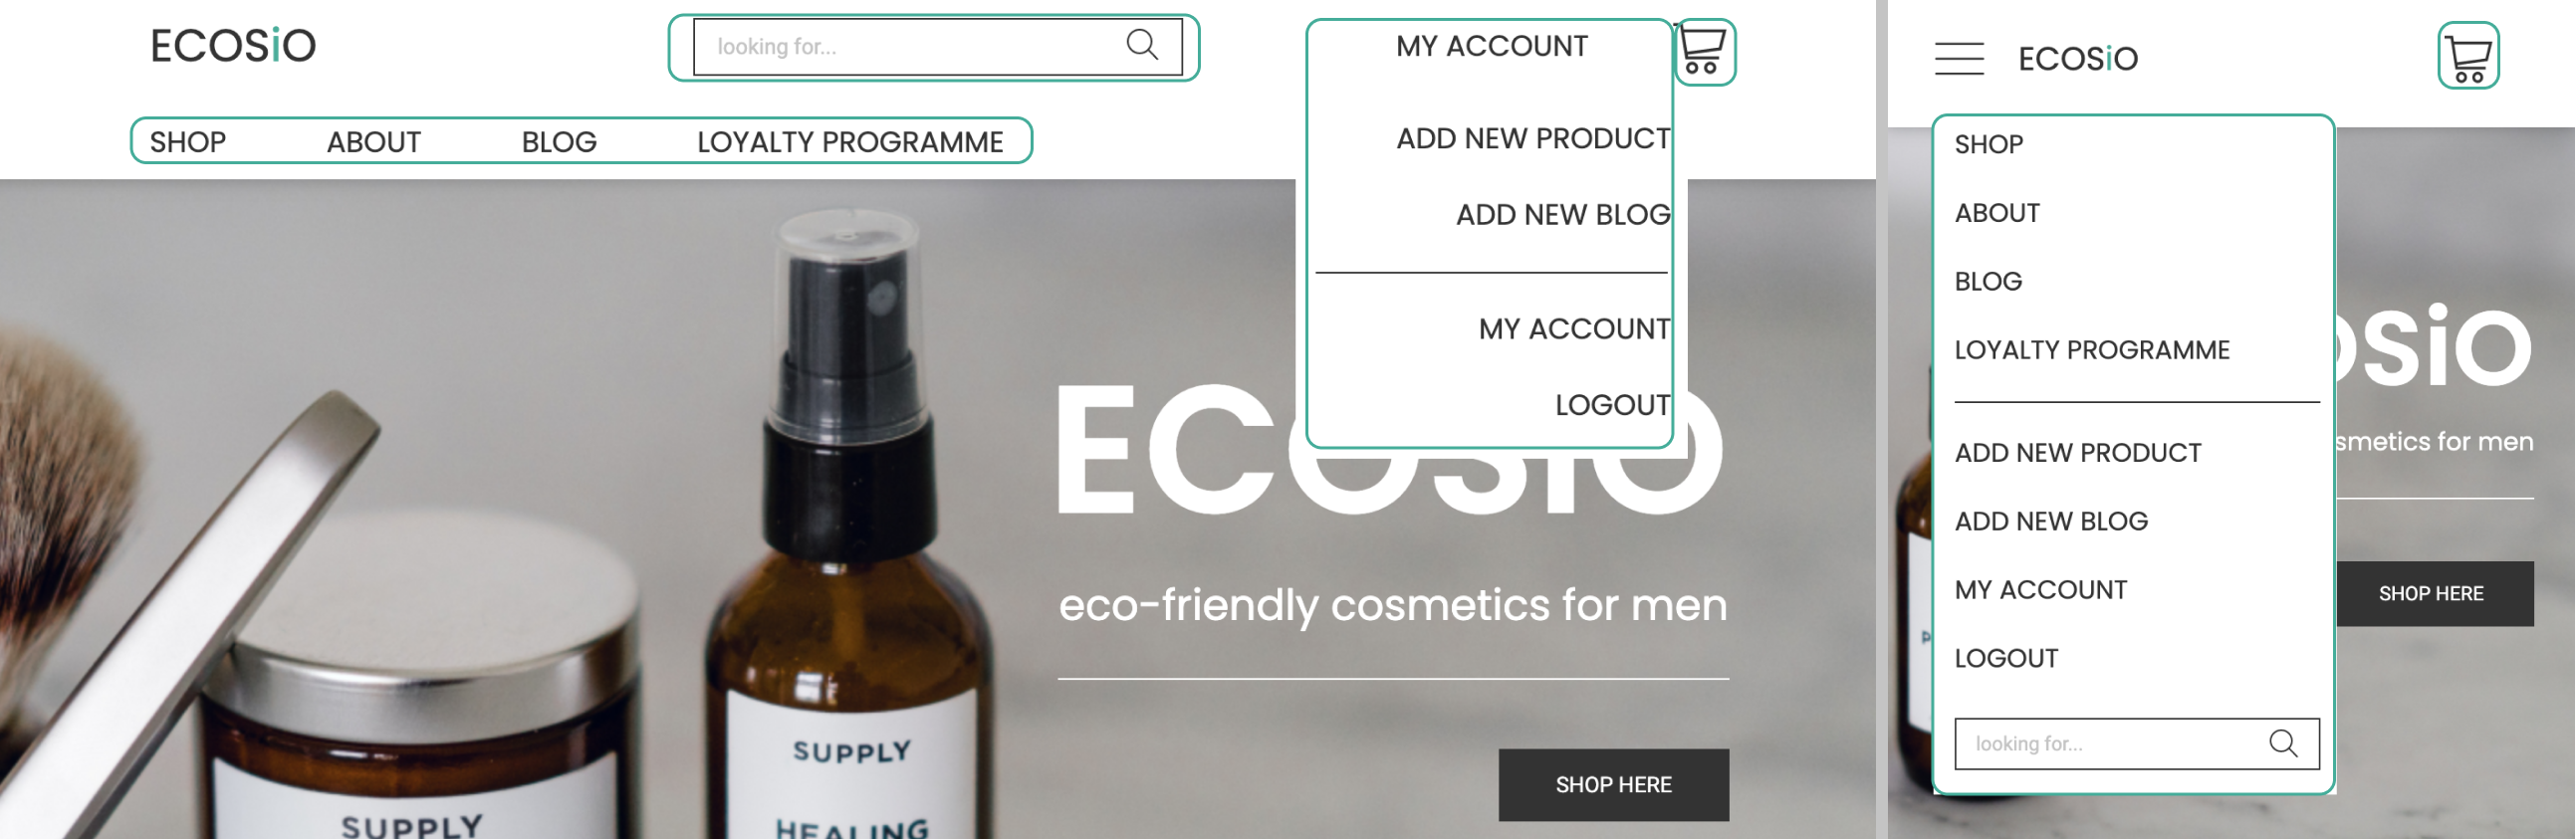 ECOSiO
looking for...
MY ACCOUNT
SHOP ABOUT BLOG LOYALTY PROGRAMME
ADD NEW PRODUCT
ADD NEW BLOG
MY ACCOUNT
LOGOUT
ECOSiO
eco-friendly cosmetics for men
SHOP HERE
SUPPLY
SUPPLY
HEALING
ECOSiO
SHOP
ABOUT
BLOG
LOYALTY PROGRAMME
ADD NEW PRODUCT
ADD NEW BLOG
MY ACCOUNT
LOGOUT
looking for...
OSiO
smetics for men
SHOP HERE